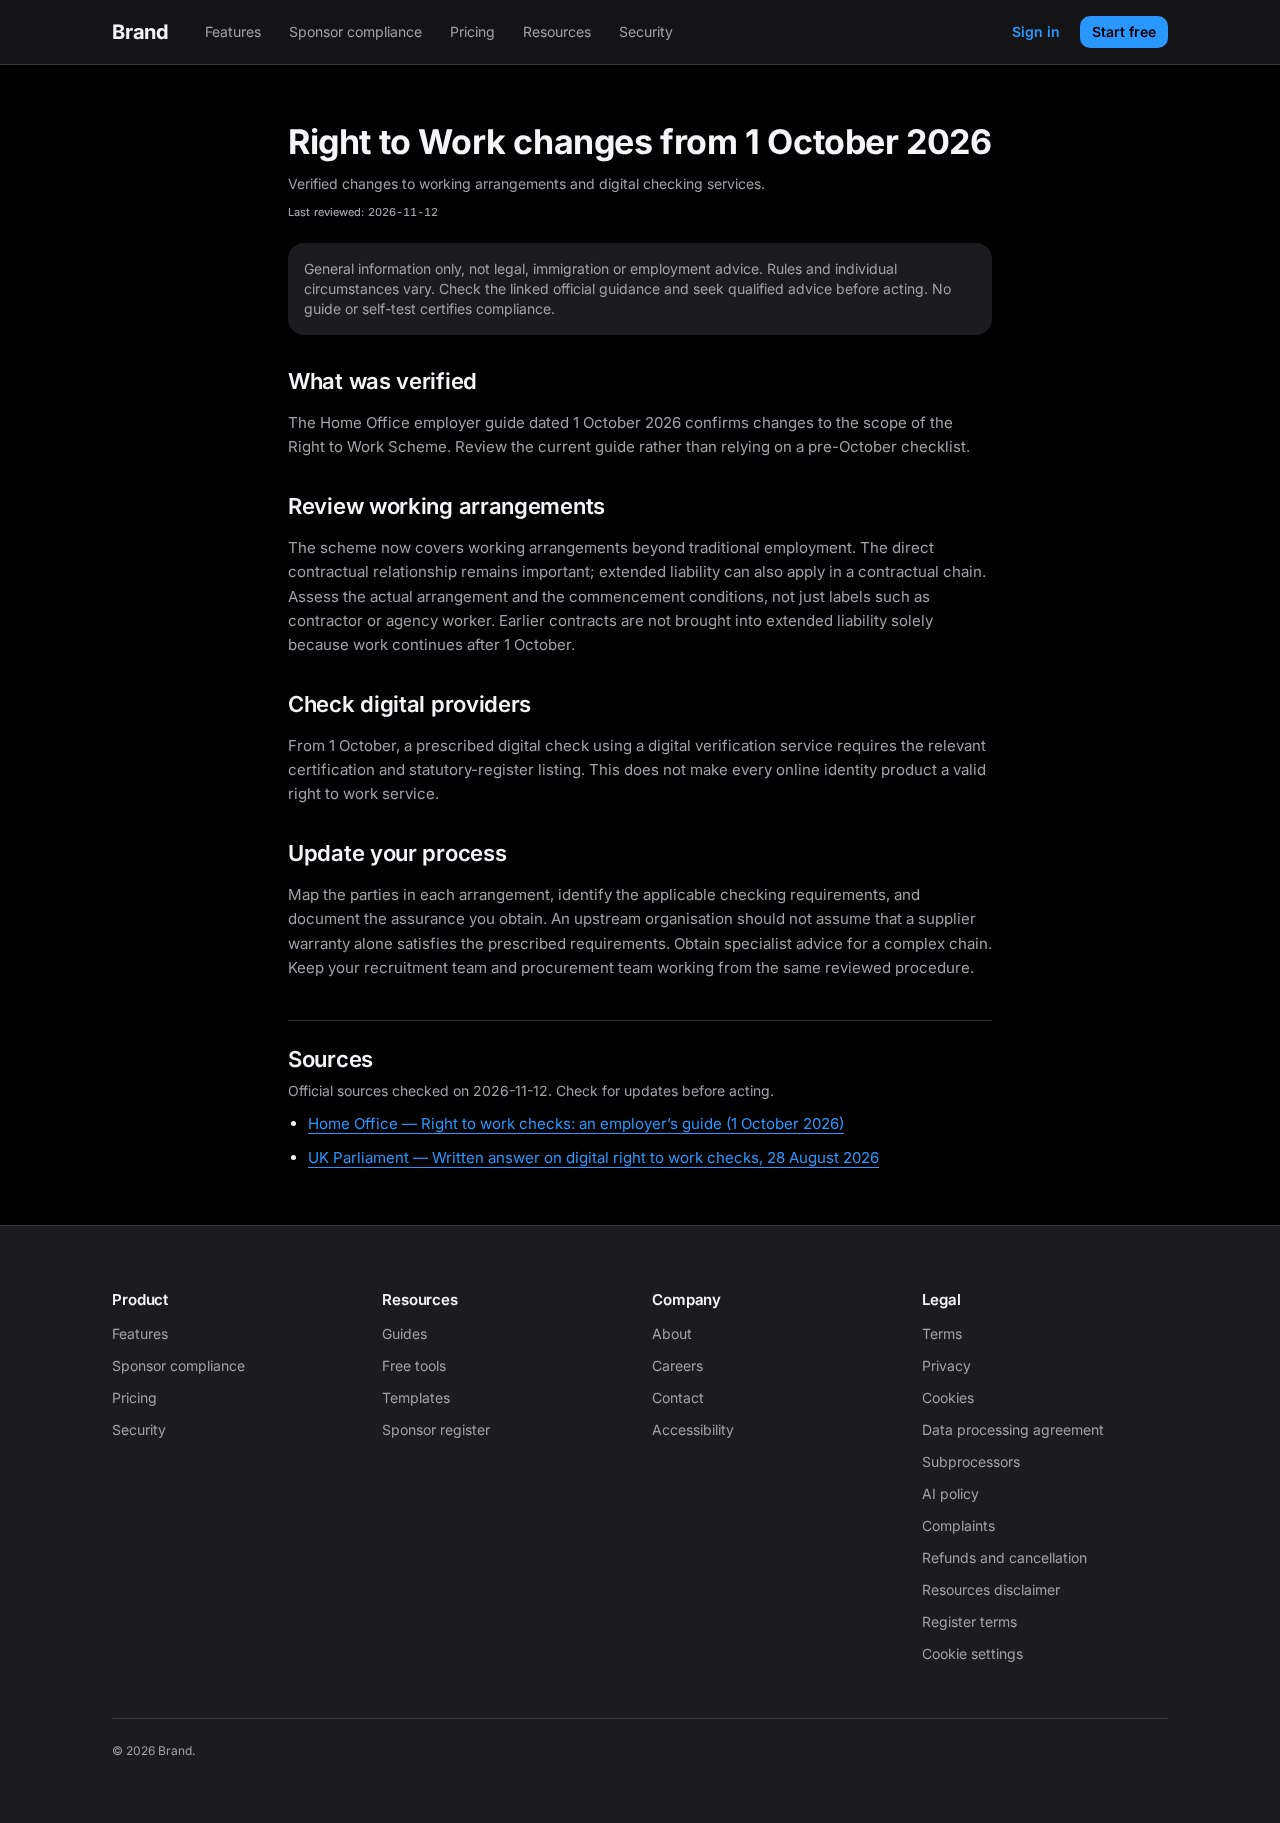 Brand
Features
Sponsor compliance
Pricing
Resources
Security
Sign in
Start free
Right to Work changes from 1 October 2026
Verified changes to working arrangements and digital checking services.
Last reviewed: 2026-11-12
General information only, not legal, immigration or employment advice. Rules and individual
circumstances vary. Check the linked official guidance and seek qualified advice before acting. No
guide or self-test certifies compliance.
What was verified
The Home Office employer guide dated 1 October 2026 confirms changes to the scope of the
Right to Work Scheme. Review the current guide rather than relying on a pre-October checklist.
Review working arrangements
The scheme now covers working arrangements beyond traditional employment. The direct
contractual relationship remains important; extended liability can also apply in a contractual chain.
Assess the actual arrangement and the commencement conditions, not just labels such as
contractor or agency worker. Earlier contracts are not brought into extended liability solely
because work continues after 1 October.
Check digital providers
From 1 October, a prescribed digital check using a digital verification service requires the relevant
certification and statutory-register listing. This does not make every online identity product a valid
right to work service.
Update your process
Map the parties in each arrangement, identify the applicable checking requirements, and
document the assurance you obtain. An upstream organisation should not assume that a supplier
warranty alone satisfies the prescribed requirements. Obtain specialist advice for a complex chain.
Keep your recruitment team and procurement team working from the same reviewed procedure.
Sources
Official sources checked on 2026-11-12. Check for updates before acting.
Home Office — Right to work checks: an employer’s guide (1 October 2026)
UK Parliament — Written answer on digital right to work checks, 28 August 2026
Product
Features
Sponsor compliance
Pricing
Security
Resources
Guides
Free tools
Templates
Sponsor register
Company
About
Careers
Contact
Accessibility
Legal
Terms
Privacy
Cookies
Data processing agreement
Subprocessors
AI policy
Complaints
Refunds and cancellation
Resources disclaimer
Register terms
Cookie settings
© 2026 Brand.